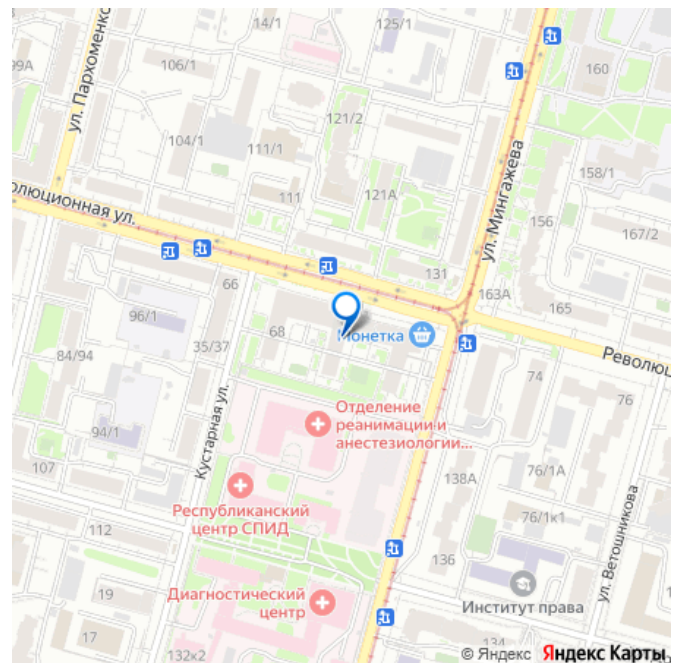 14/1
125/1
160
99А
106/1
ул. Пархоменко
121/2
104/1
111/1
158/1
ул. Мингажева
111
121А
156
олюционная ул.
167/2
131
163А
66
165
96/1
68
Монетка
35/37
Революц
84/94
74
76
Отделение
реанимации и
анестезиологии...
Кустарная ул.
94/1
107
138А
76/1А
Республиканский
центр СПИД
76/1к1
112
136
ул. Ветошникова
19
Диагностический
центр
Институт права
17
132к2
134
© Яндекс Яндекс Карты